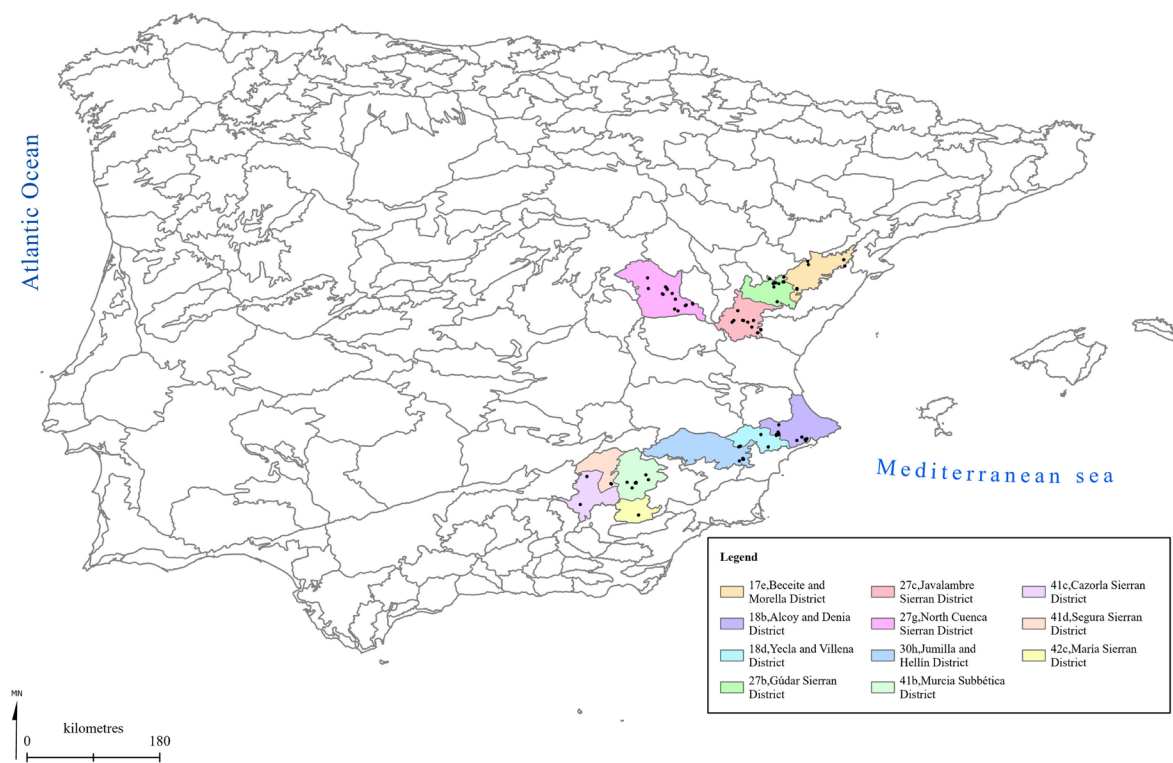 Atlantic Ocean
Mediterranean sea
Legend
17e,Beceite and
Morella District
18b,Alcoy and Denia
District
18d,Yecla and Villena
District
27b,Gúdar Sierran
District
27c,Javalambre
Sierran District
27g,North Cuenca
Sierran District
30h,Jumilla and
Hellín District
41b,Murcia Subbética
District
41c,Cazorla Sierran
District
41d,Segura Sierran
District
42c,María Sierran
District
MN
kilometres
0 180